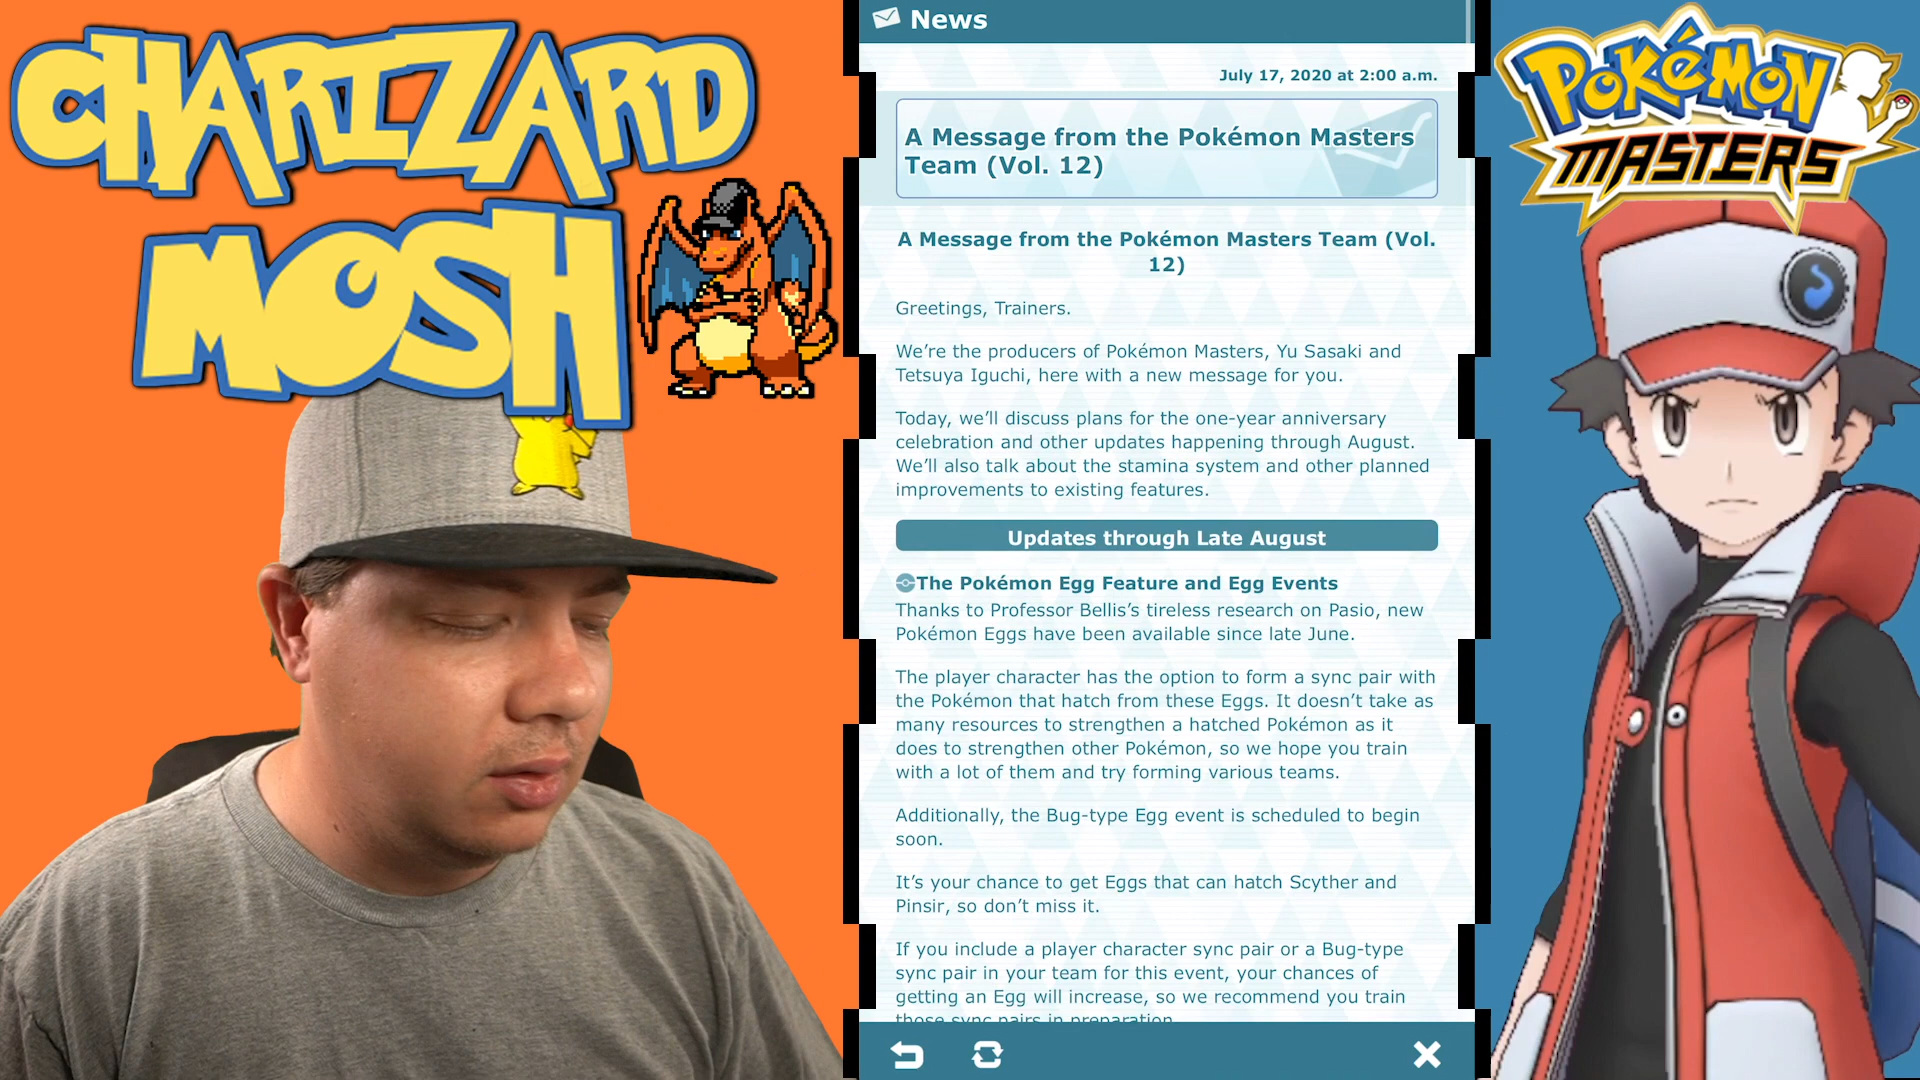 CHARIZARD
MOSH
News
July 17, 2020 at 2:00 a.m.
A Message from the Pokémon Masters
Team (Vol. 12)
A Message from the Pokémon Masters Team (Vol.
12)
Greetings, Trainers.
We’re the producers of Pokémon Masters, Yu Sasaki and
Tetsuya Iguchi, here with a new message for you.
Today, we’ll discuss plans for the one-year anniversary
celebration and other updates happening through August.
We’ll also talk about the stamina system and other planned
improvements to existing features.
Updates through Late August
The Pokémon Egg Feature and Egg Events
Thanks to Professor Bellis’s tireless research on Pasio, new
Pokémon Eggs have been available since late June.
The player character has the option to form a sync pair with
the Pokémon that hatch from these Eggs. It doesn’t take as
many resources to strengthen a hatched Pokémon as it
does to strengthen other Pokémon, so we hope you train
with a lot of them and try forming various teams.
Additionally, the Bug-type Egg event is scheduled to begin
soon.
It’s your chance to get Eggs that can hatch Scyther and
Pinsir, so don’t miss it.
If you include a player character sync pair or a Bug-type
sync pair in your team for this event, your chances of
getting an Egg will increase, so we recommend you train
those sync pairs in preparation.
POKéMON
MASTERS